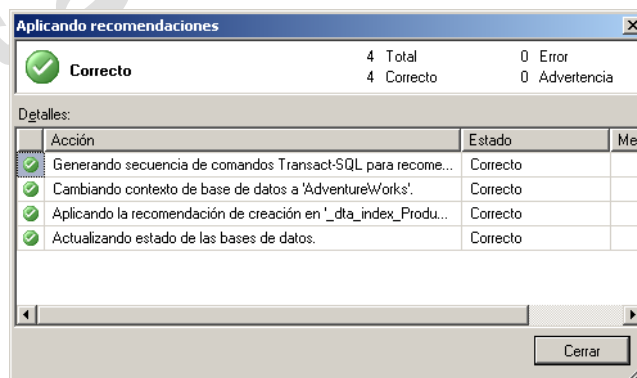 Aplicando recomendaciones
Correcto
4 Total
0 Error
4 Correcto
0 Advertencia
Detalles:
Acción
Estado
Me
Generando secuencia de comandos Transact-SQL para recome...
Correcto
Cambiando contexto de base de datos a 'AdventureWorks'.
Correcto
Aplicando la recomendación de creación en '_dta_index_Produ...
Correcto
Actualizando estado de las bases de datos.
Correcto
Cerrar